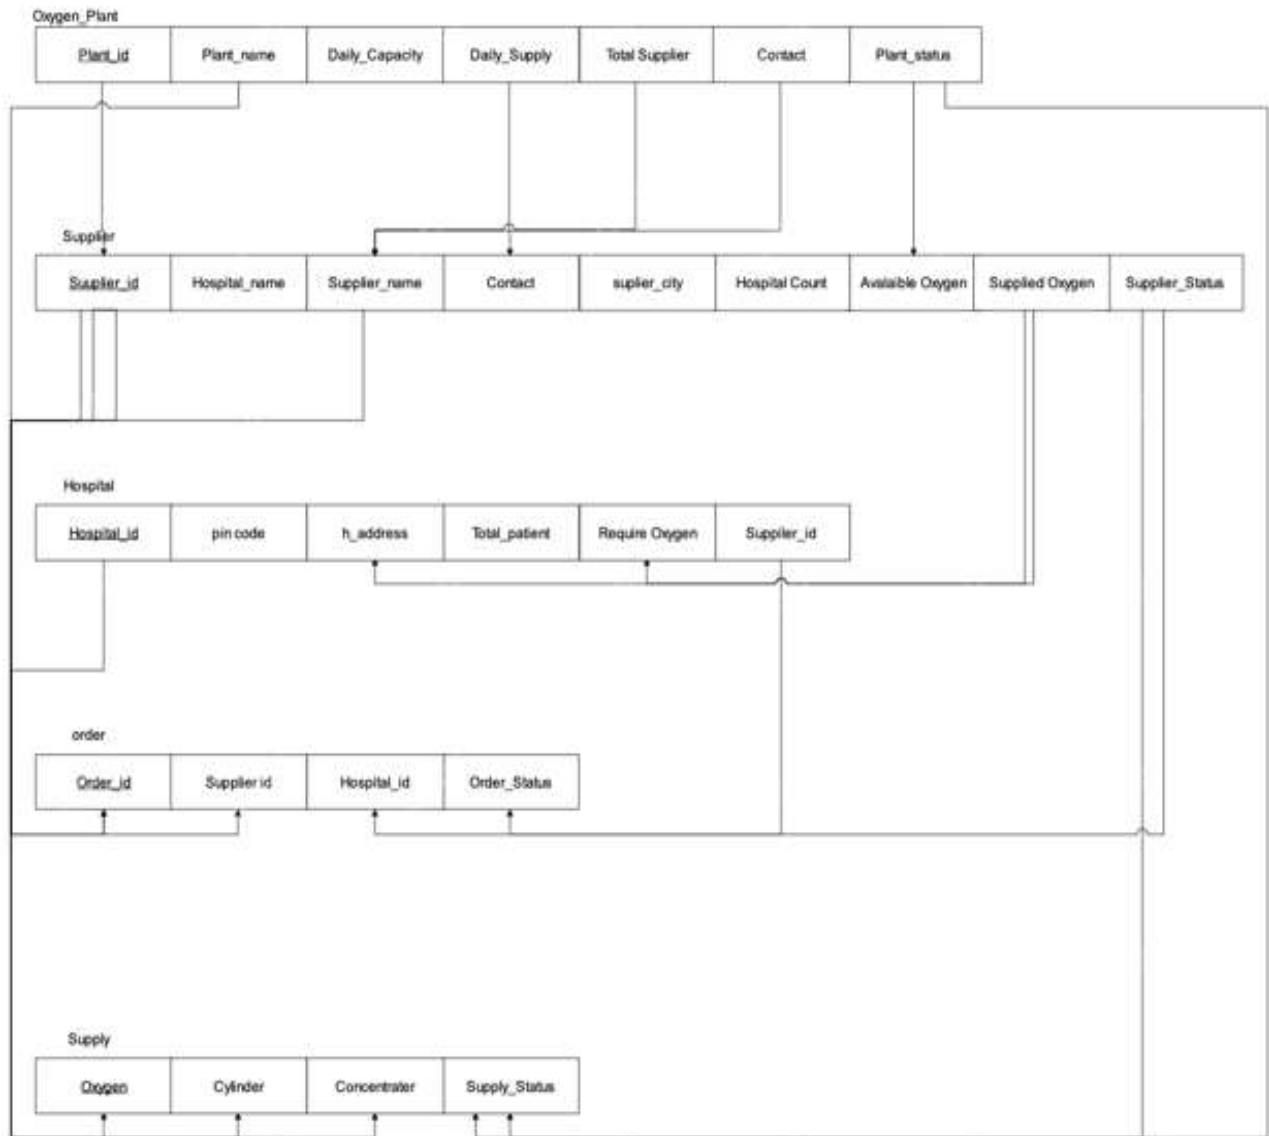 Oxygen_Plant
Plant_id Plant_name Daily_Capacity Daily_Supply Total Supplier Contact Plant_status
Supplier
Suuplier_id Hospital_name Supplier_name Contact suplier_city Hospital Count Avalaible Oxygen Supplied Oxygen Supplier_Status
Hospital
Hospital_id pin code h_address Total_patient Require Oxygen Suppiler_id
order
Order_id Supplier id Hospital_id Order_Status
Supply
Oxygen Cylinder Concentrater Supply_Status